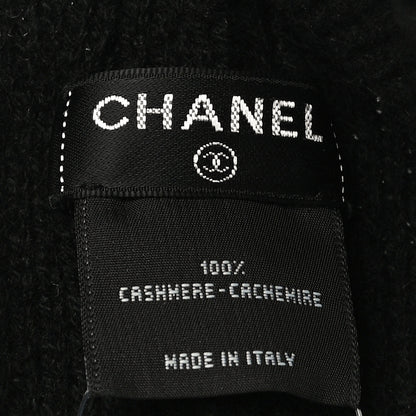 CHANEL
100%
CASHMERE-CACHEMIRE
MADE IN ITALY